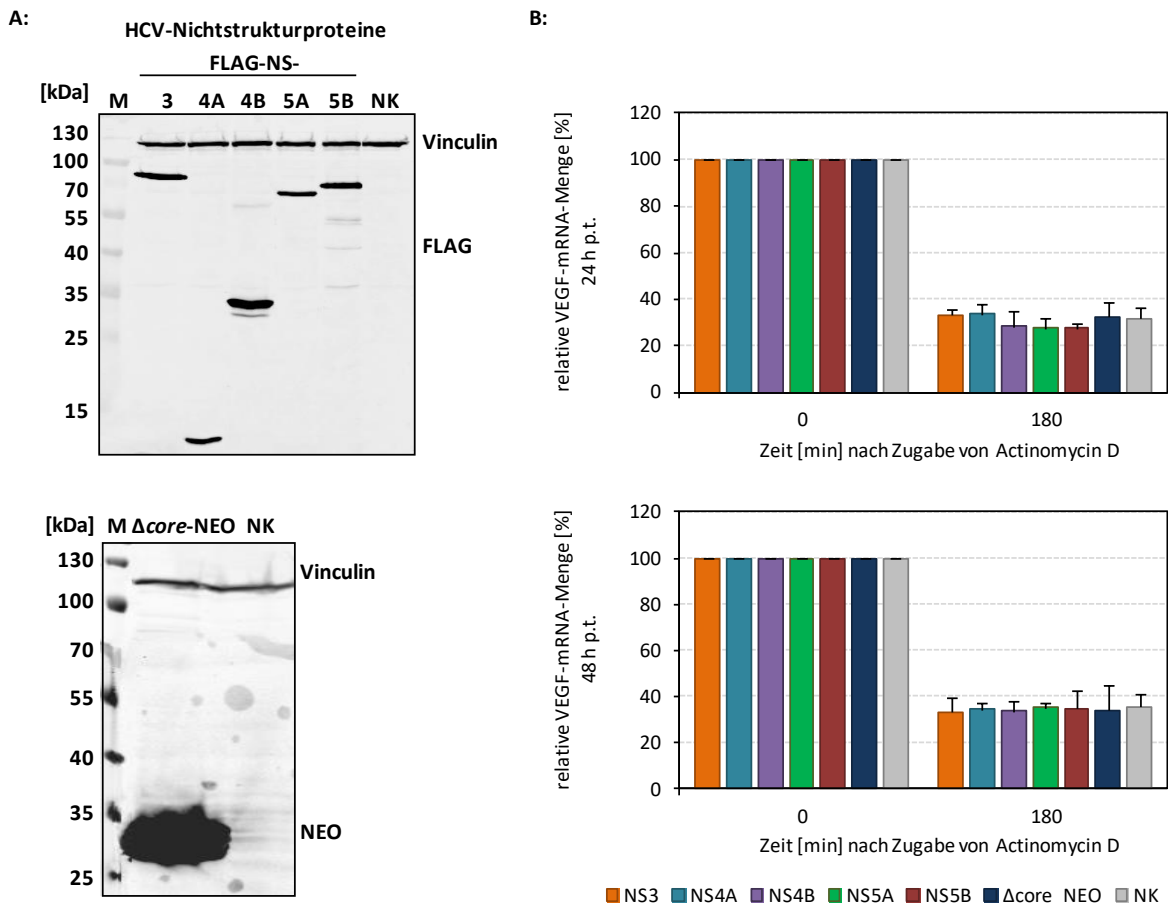 A:
HCV-Nichtstrukturproteine
FLAG-NS-
[kDa] M 3 4A 4B 5A 5B NK
130
100
70
55
40
35
25
15
Vinculin
FLAG
[kDa] M Δcore-NEO NK
130
100
70
55
40
35
25
Vinculin
NEO
B:
relative VEGF-mRNA-Menge [%]
24 h p.t.
120
100
80
60
40
20
0
0 180
Zeit [min] nach Zugabe von Actinomycin D
relative VEGF-mRNA-Menge [%]
48 h p.t.
120
100
80
60
40
20
0
0 180
Zeit [min] nach Zugabe von Actinomycin D
NS3 NS4A NS4B NS5A NS5B Δcore NEO NK